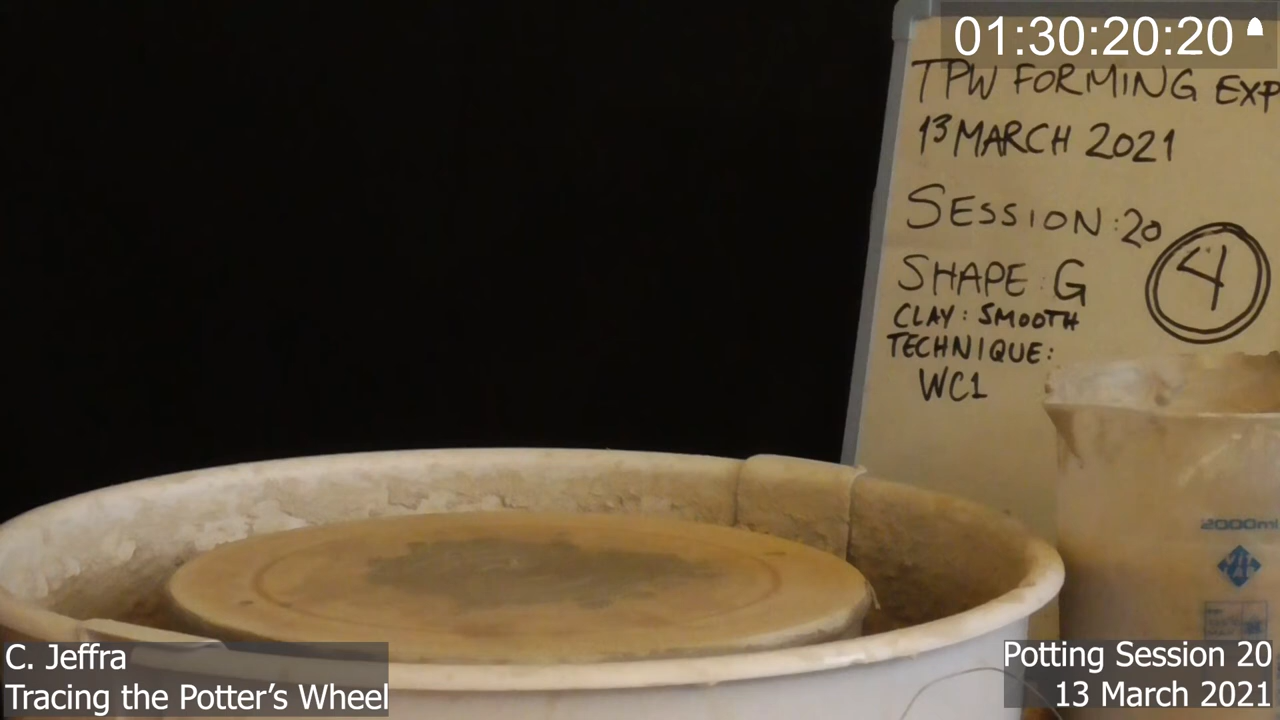 01:30:20:20
TPW FORMING EXP
13 MARCH 2021
SESSION: 20
4
SHAPE: G
CLAY: SMOOTH
TECHNIQUE:
WC1
2000ml
C. Jeffra
Tracing the Potter's Wheel
Potting Session 20
13 March 2021